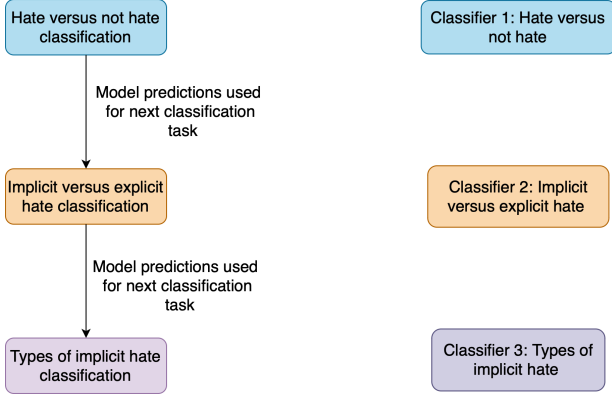 Hate versus not hate
classification
Classifier 1: Hate versus
not hate
Model predictions used
for next classification
task
Implicit versus explicit
hate classification
Classifier 2: Implicit
versus explicit hate
Model predictions used
for next classification
task
Types of implicit hate
classification
Classifier 3: Types of
implicit hate